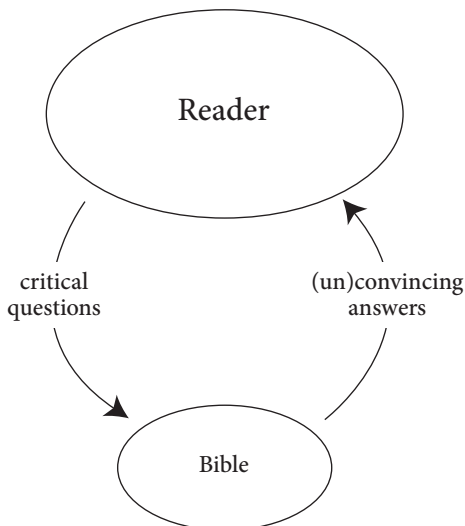 Reader
critical
questions
(un)convincing
answers
Bible